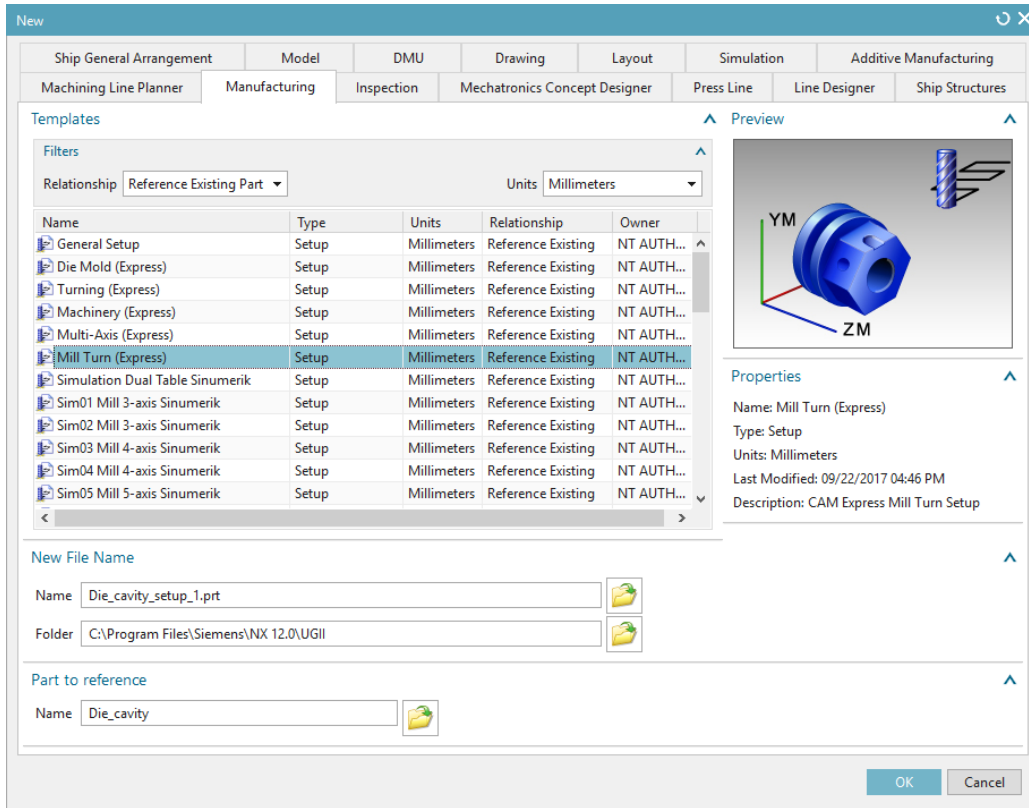 New
Ship General Arrangement Model DMU Drawing Layout Simulation Additive Manufacturing
Machining Line Planner Manufacturing Inspection Mechatronics Concept Designer Press Line Line Designer Ship Structures
Templates
Filters
Relationship Reference Existing Part Units Millimeters
Name Type Units Relationship Owner
General Setup Setup Millimeters Reference Existing NT AUTH...
Die Mold (Express) Setup Millimeters Reference Existing NT AUTH...
Turning (Express) Setup Millimeters Reference Existing NT AUTH...
Machinery (Express) Setup Millimeters Reference Existing NT AUTH...
Multi-Axis (Express) Setup Millimeters Reference Existing NT AUTH...
Mill Turn (Express) Setup Millimeters Reference Existing NT AUTH...
Simulation Dual Table Sinumerik Setup Millimeters Reference Existing NT AUTH...
Sim01 Mill 3-axis Sinumerik Setup Millimeters Reference Existing NT AUTH...
Sim02 Mill 3-axis Sinumerik Setup Millimeters Reference Existing NT AUTH...
Sim03 Mill 4-axis Sinumerik Setup Millimeters Reference Existing NT AUTH...
Sim04 Mill 4-axis Sinumerik Setup Millimeters Reference Existing NT AUTH...
Sim05 Mill 5-axis Sinumerik Setup Millimeters Reference Existing NT AUTH...
Preview
YM
ZM
Properties
Name: Mill Turn (Express)
Type: Setup
Units: Millimeters
Last Modified: 09/22/2017 04:46 PM
Description: CAM Express Mill Turn Setup
New File Name
Name Die_cavity_setup_1.prt
Folder C:\Program Files\Siemens\NX 12.0\UGII
Part to reference
Name Die_cavity
OK Cancel